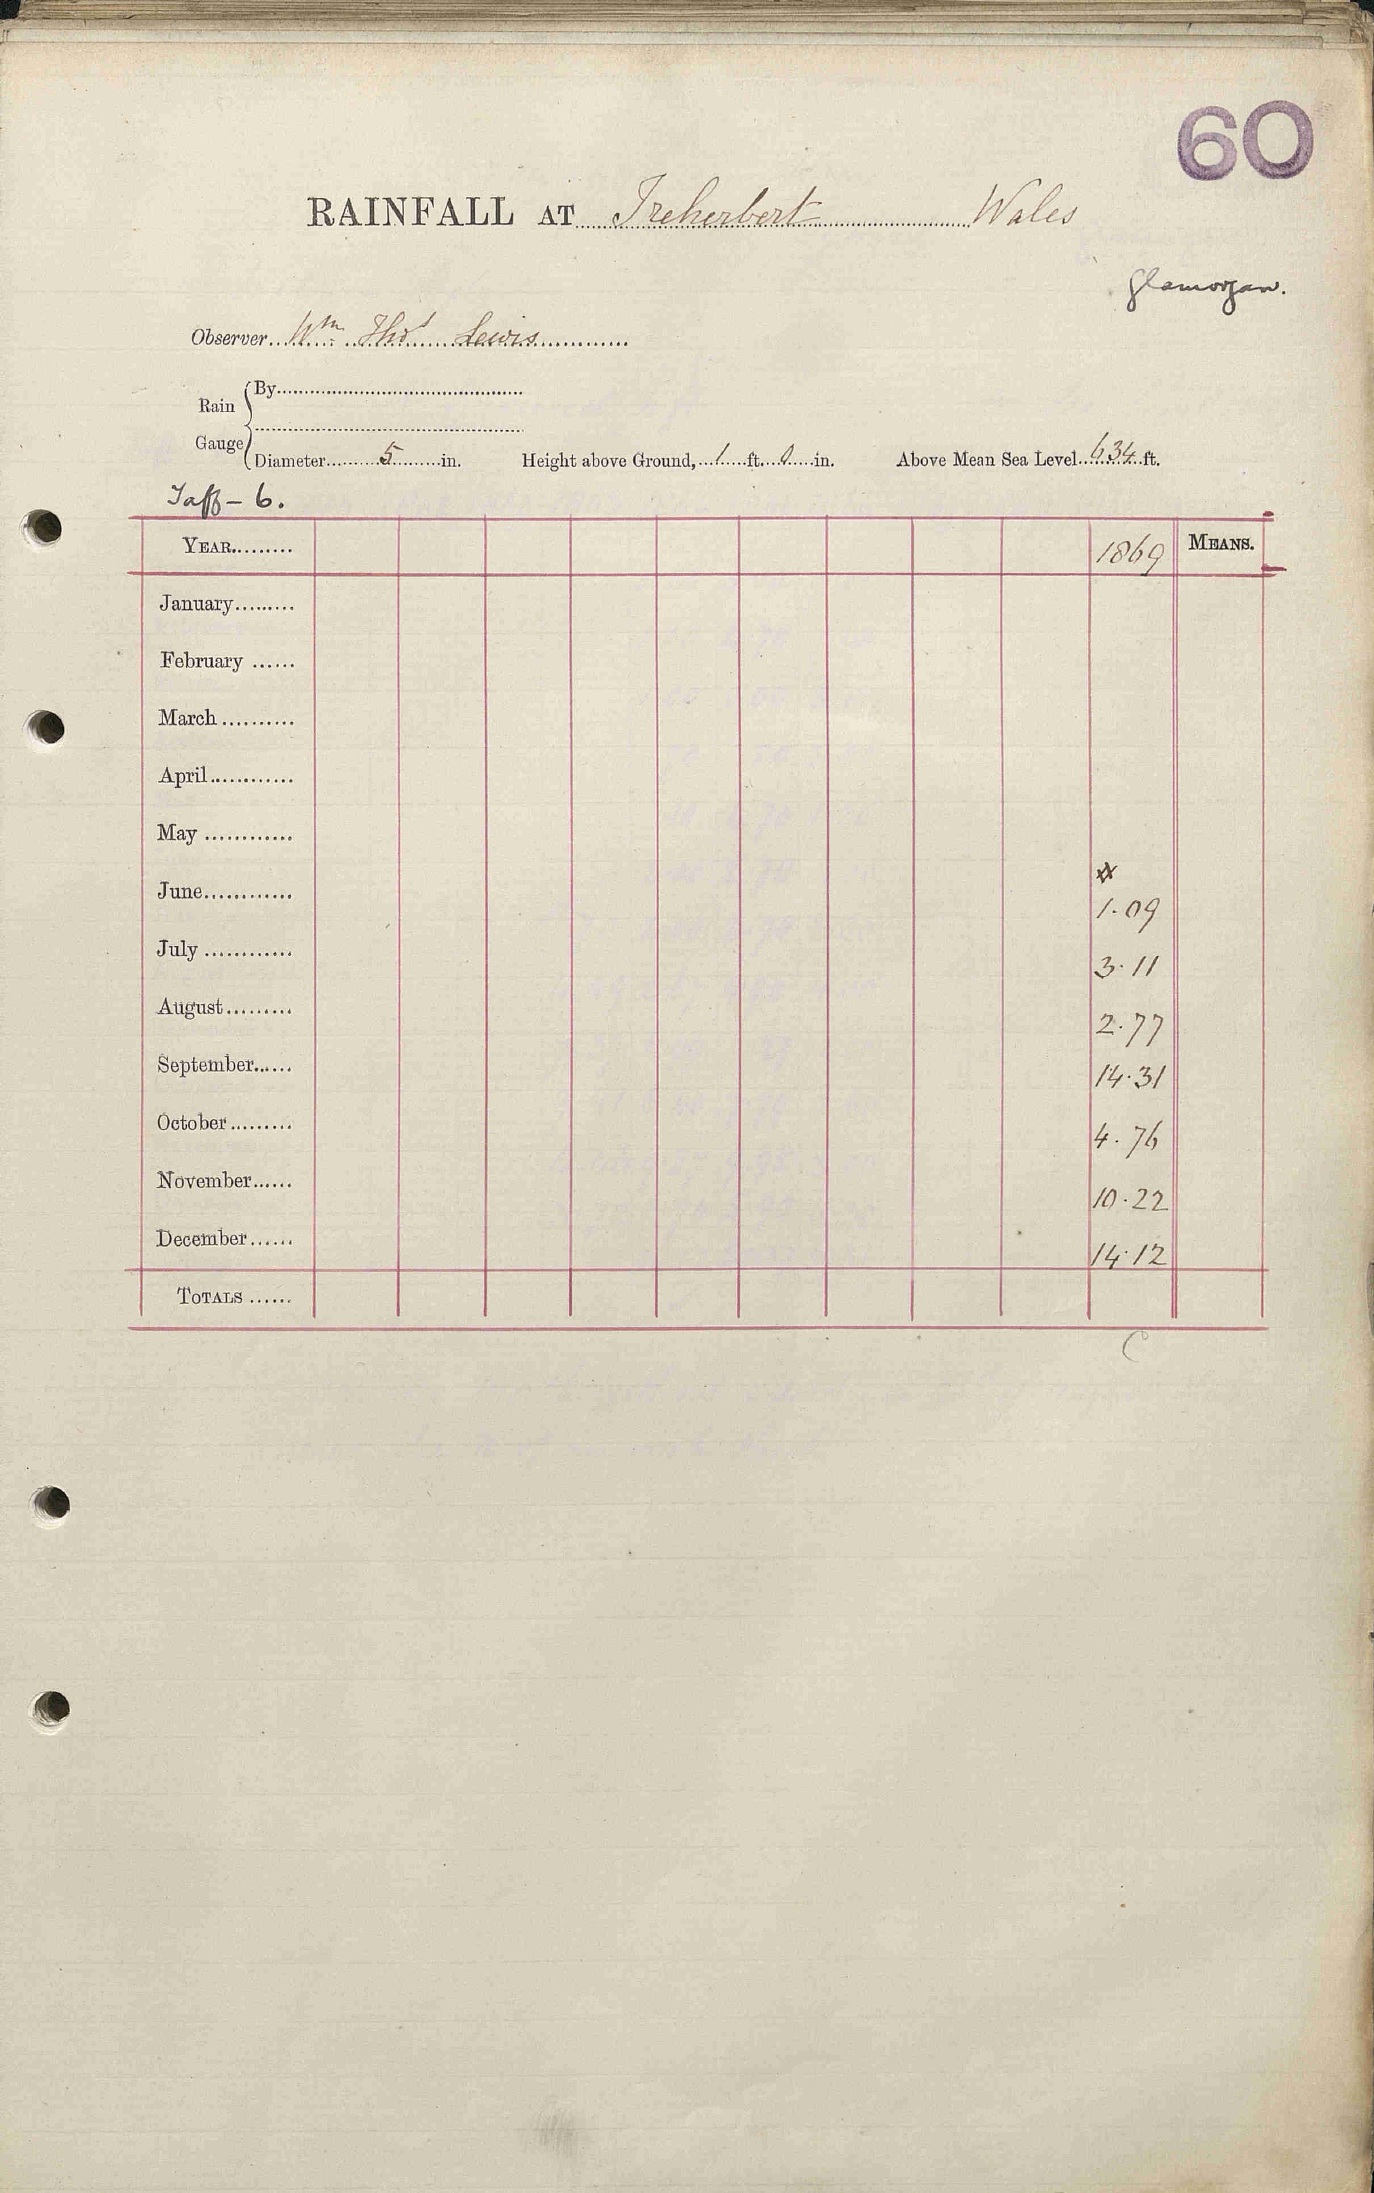 60
RAINFALL AT Treherbert Wales
Glamorgan.
Observer Wm Thos Lewis
Rain Gauge
By
Diameter 5 in. Height above Ground, 1 ft. 0 in. Above Mean Sea Level 634 ft.
Taff - 6.
YEAR 1869 MEANS.
January
February
March
April
May
June 1.09
July 3.11
August 2.77
September 14.31
October 4.76
November 10.22
December 14.12
TOTALS
C